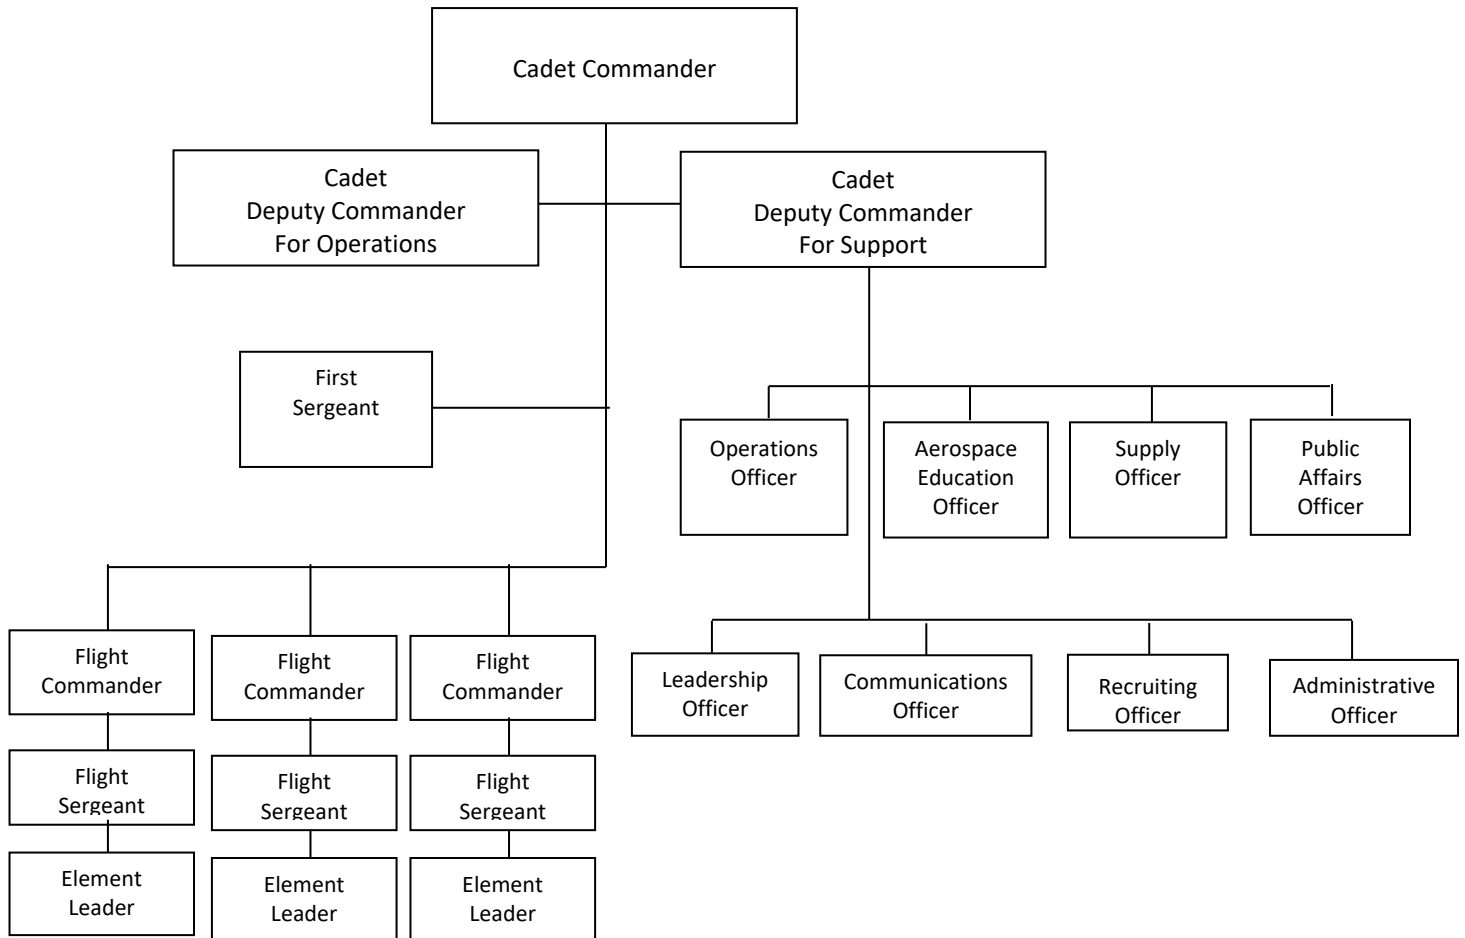 Cadet Commander
Cadet
Deputy Commander
For Operations
Cadet
Deputy Commander
For Support
First
Sergeant
Operations
Officer
Aerospace
Education
Officer
Supply
Officer
Public
Affairs
Officer
Flight
Commander
Flight
Commander
Flight
Commander
Leadership
Officer
Communications
Officer
Recruiting
Officer
Administrative
Officer
Flight
Sergeant
Flight
Sergeant
Flight
Sergeant
Element
Leader
Element
Leader
Element
Leader